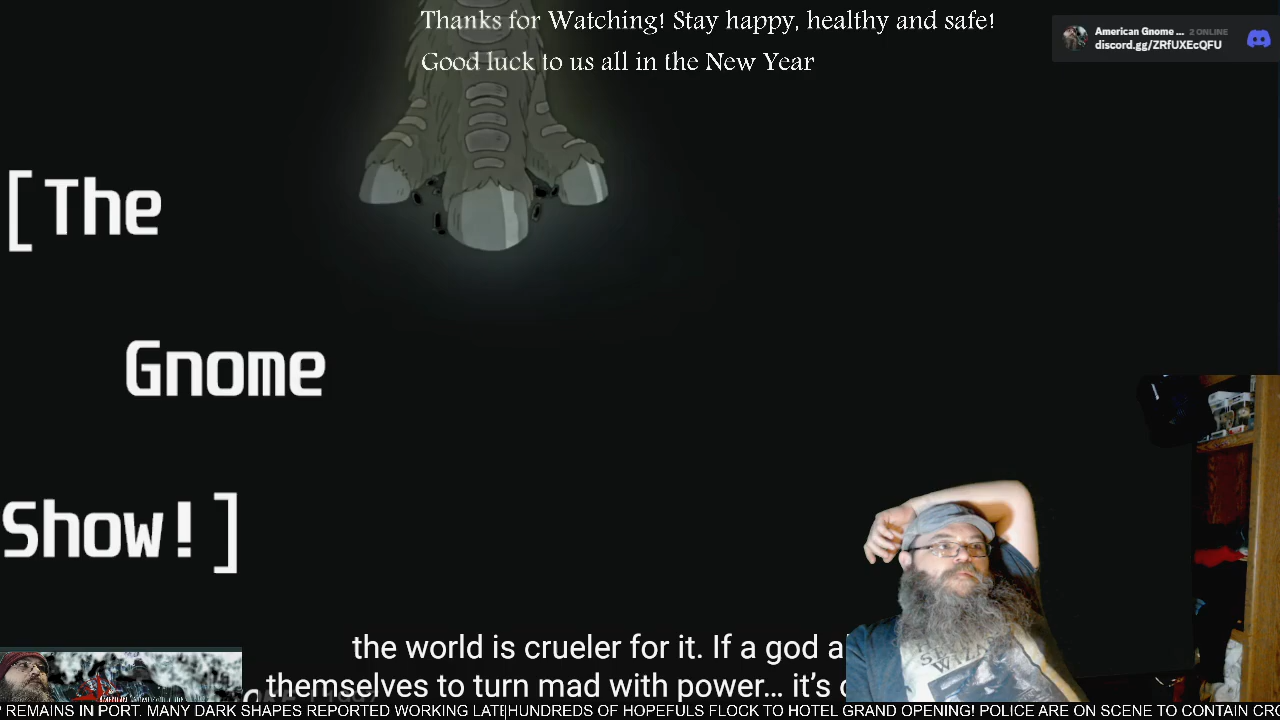 Thanks for Watching! Stay happy, healthy and safe!
Good luck to us all in the New Year
American Gnome ... 2 ONLINE
discord.gg/ZRfUXEcQFU
[The
Gnome
Show!]
the world is crueler for it. If a god
themselves to turn mad with power... it's
REMAINS IN PORT. MANY DARK SHAPES REPORTED WORKING LATE HUNDREDS OF HOPEFULS FLOCK TO HOTEL GRAND OPENING! POLICE ARE ON SCENE TO CONTAIN